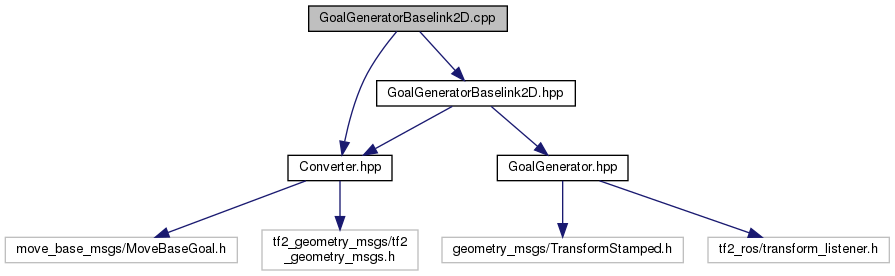 GoalGeneratorBaselink2D.cpp
GoalGeneratorBaselink2D.hpp
Converter.hpp
GoalGenerator.hpp
move_base_msgs/MoveBaseGoal.h
tf2_geometry_msgs/tf2
_geometry_msgs.h
geometry_msgs/TransformStamped.h
tf2_ros/transform_listener.h